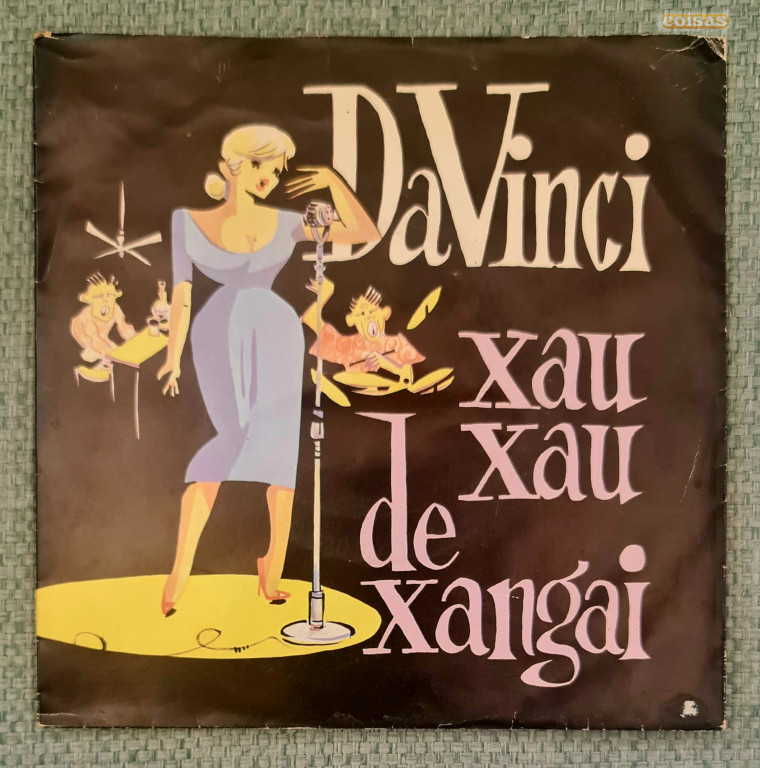 coisas
DaVinci
xau
xau
de
xangai